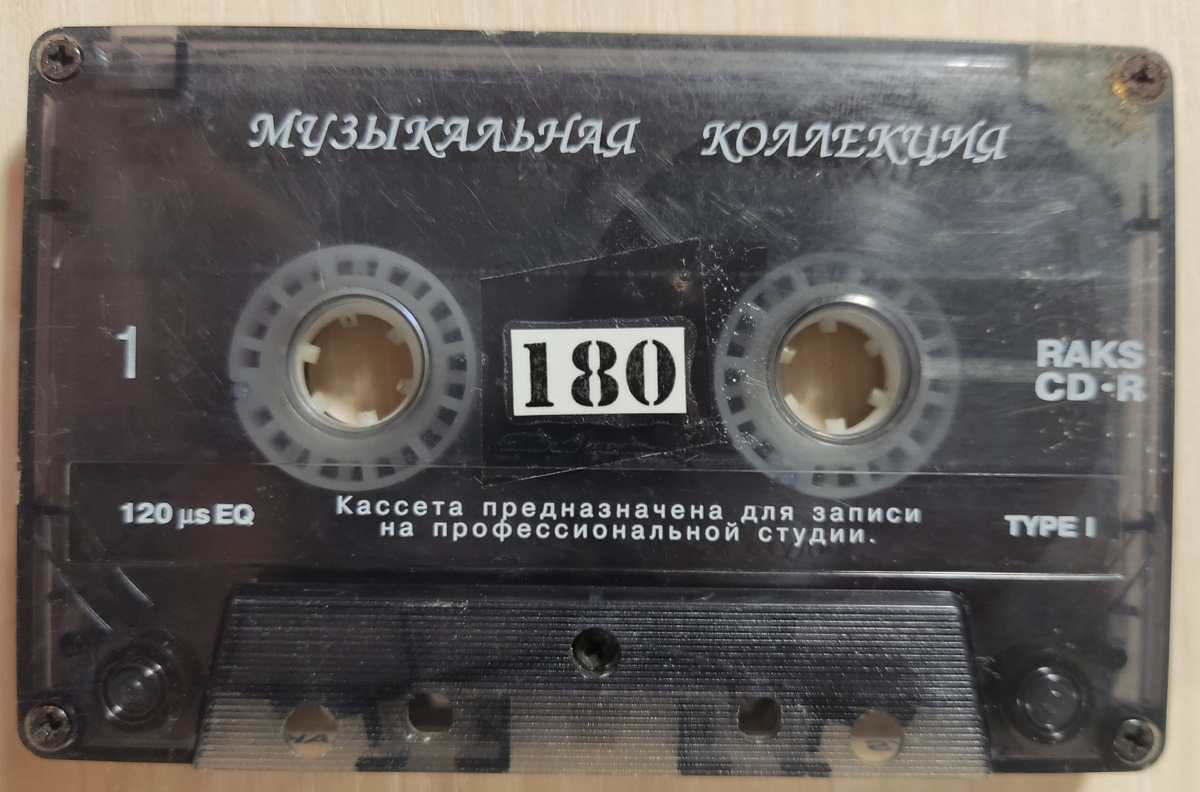 МУЗЫКАЛЬНАЯ КОЛЛЕКЦИЯ
1
180
RAKS
CD·R
120 μs EQ
Кассета предназначена для записи
на профессиональной студии.
TYPE I